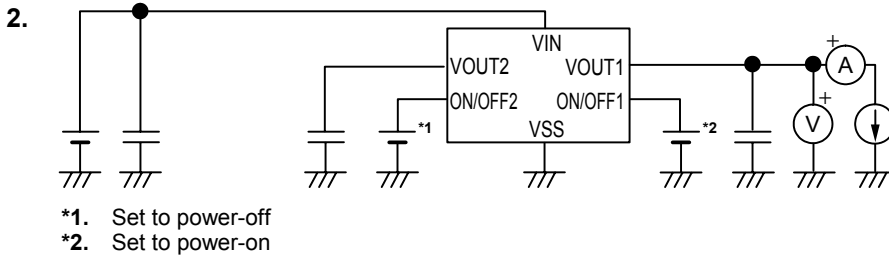 2.
VIN
VOUT2 VOUT1
ON/OFF2 ON/OFF1
VSS
*1 *2
+
A
+
V
*1. Set to power-off
*2. Set to power-on